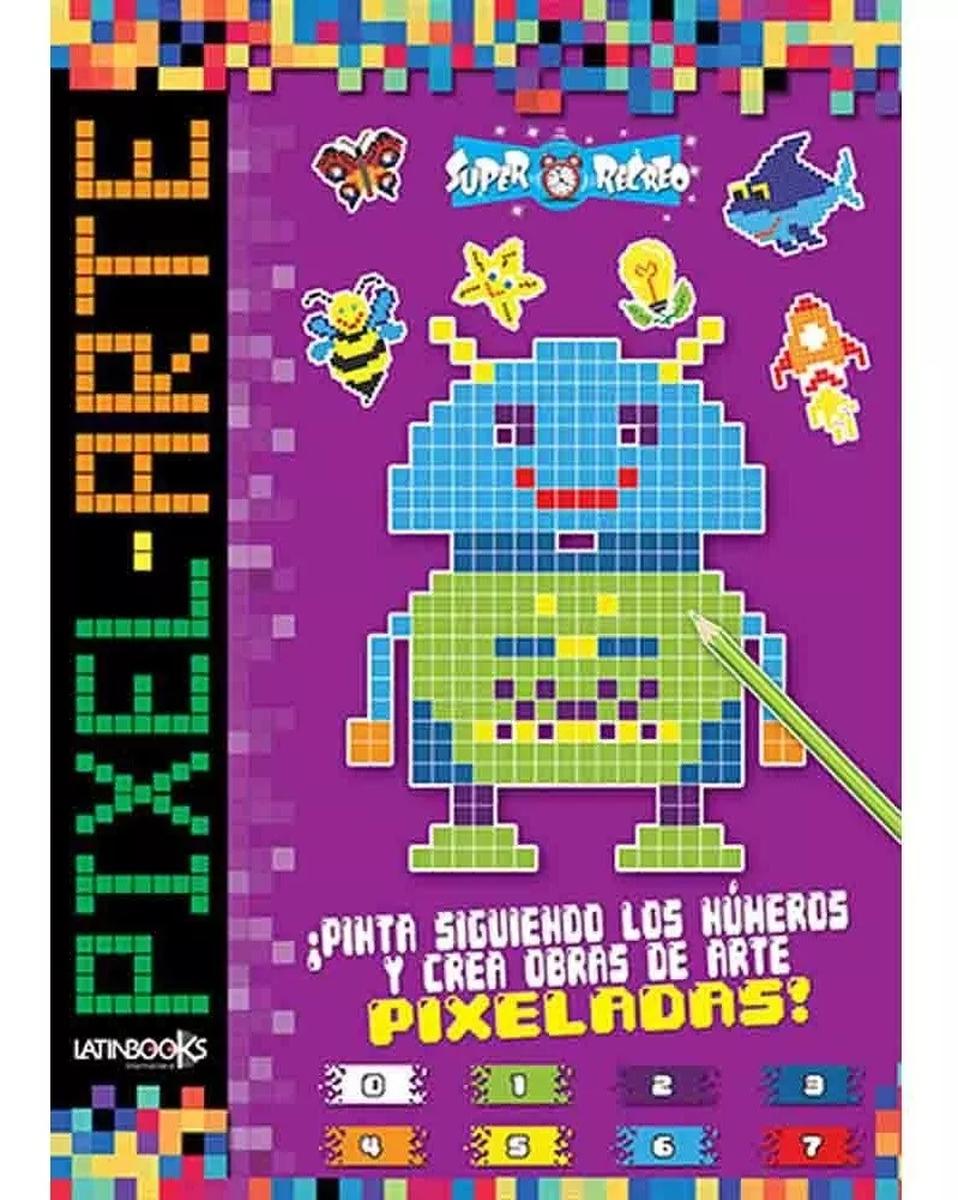 PIXEL-ARTE
SUPER RECREO
¡PINTA SIGUIENDO LOS NÚMEROS
Y CREA OBRAS DE ARTE
PIXELADAS!
LATINBOOKS
International
0 1 2 3
4 5 6 7